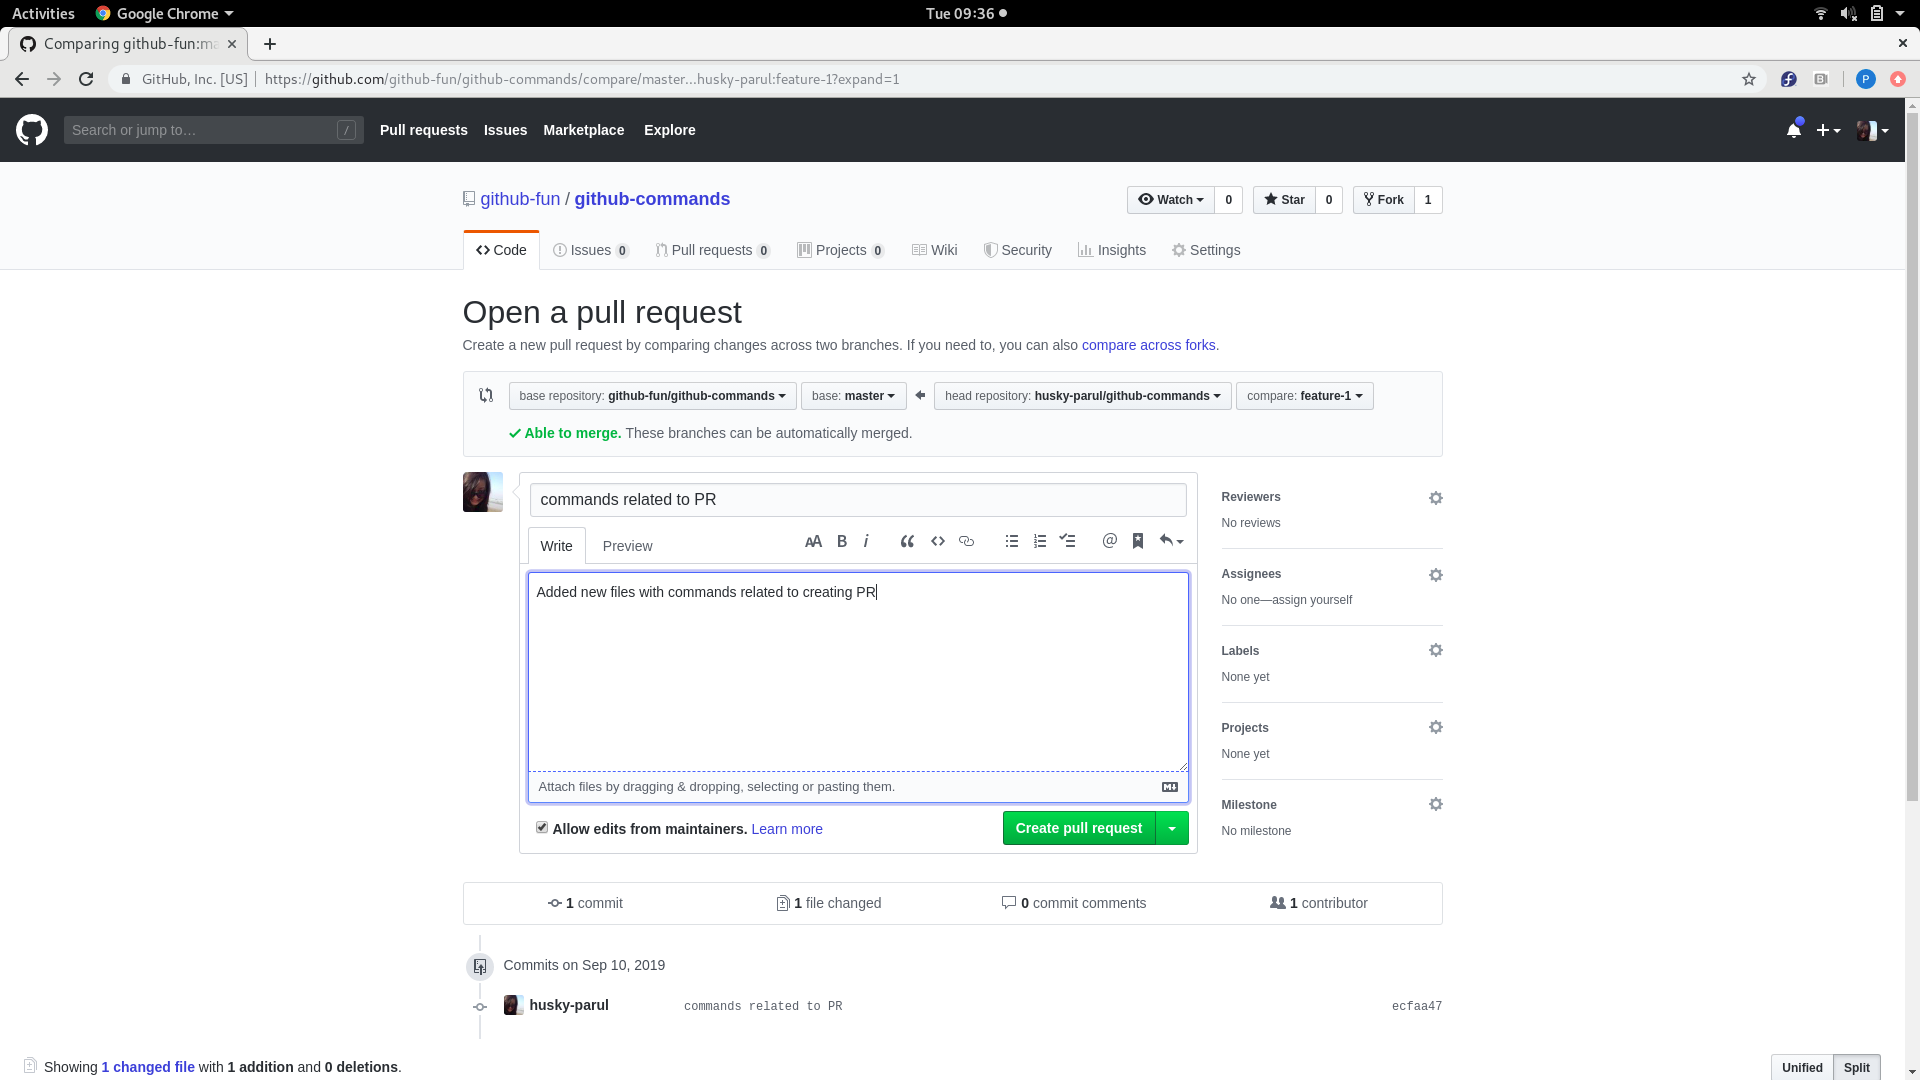 Activities Google Chrome Tue 09:36
Comparing github-fun:ma
GitHub, Inc. [US] https://github.com/github-fun/github-commands/compare/master...husky-parul:feature-1?expand=1 P
Search or jump to… / Pull requests Issues Marketplace Explore
github-fun / github-commands Watch 0 Star 0 Fork 1
Code Issues 0 Pull requests 0 Projects 0 Wiki Security Insights Settings
Open a pull request
Create a new pull request by comparing changes across two branches. If you need to, you can also compare across forks.
base repository: github-fun/github-commands base: master head repository: husky-parul/github-commands compare: feature-1
Able to merge. These branches can be automatically merged.
commands related to PR
Write Preview AA B i @
Added new files with commands related to creating PR
Attach files by dragging & dropping, selecting or pasting them.
Allow edits from maintainers. Learn more Create pull request
Reviewers
No reviews
Assignees
No one—assign yourself
Labels
None yet
Projects
None yet
Milestone
No milestone
1 commit 1 file changed 0 commit comments 1 contributor
Commits on Sep 10, 2019
husky-parul commands related to PR ecfaa47
Showing 1 changed file with 1 addition and 0 deletions. Unified Split